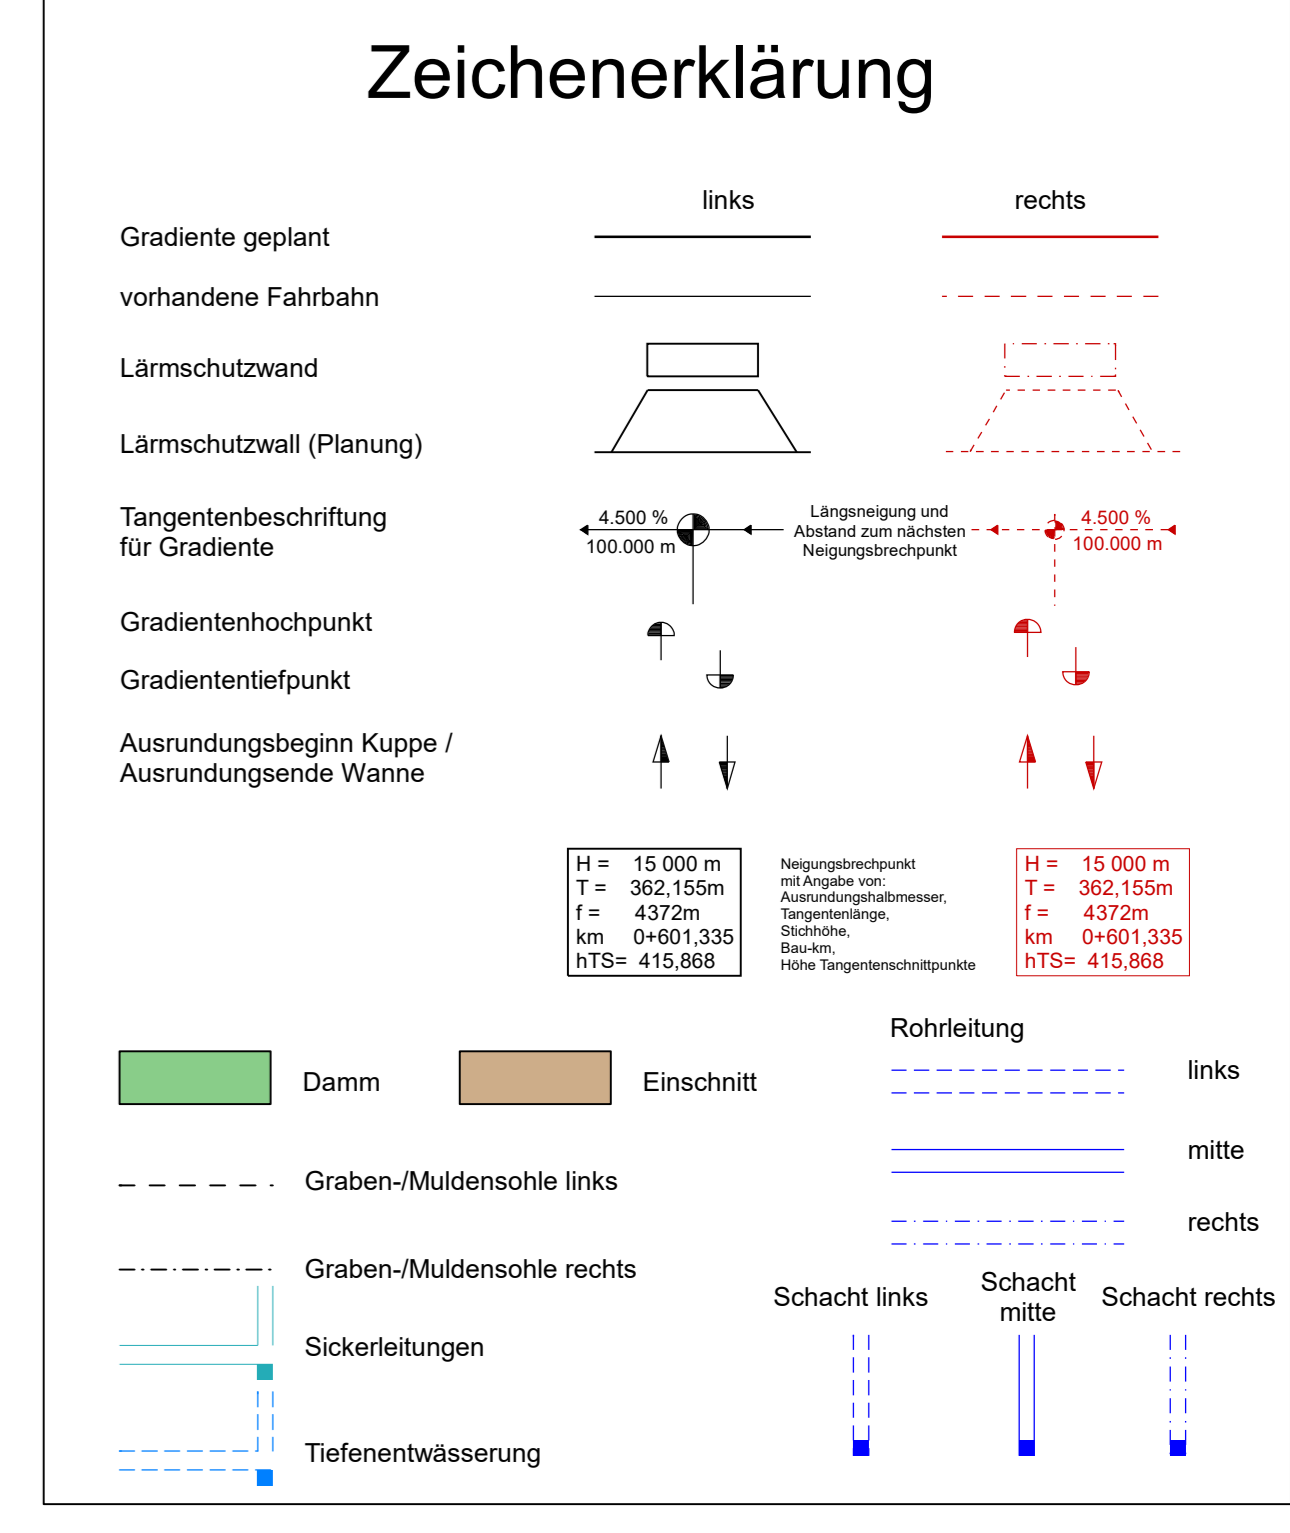 Zeichenerklärung
links
rechts
Gradiente geplant
vorhandene Fahrbahn
Lärmschutzwand
Lärmschutzwall (Planung)
Tangentenbeschriftung
für Gradiente
4.500 %
100.000 m
Längsneigung und
Abstand zum nächsten
Neigungsbrechpunkt
4.500 %
100.000 m
Gradientenhochpunkt
Gradiententiefpunkt
Ausrundungsbeginn Kuppe /
Ausrundungsende Wanne
H = 15 000 m
T = 362,155m
f = 4372m
km 0+601,335
hTS= 415,868
Neigungsbrechpunkt
mit Angabe von:
Ausrundungshalbmesser,
Tangentenlänge,
Stichhöhe,
Bau-km,
Höhe Tangentenschnittpunkte
H = 15 000 m
T = 362,155m
f = 4372m
km 0+601,335
hTS= 415,868
Damm
Einschnitt
Rohrleitung
links
mitte
rechts
Graben-/Muldensohle links
Graben-/Muldensohle rechts
Sickerleitungen
Tiefenentwässerung
Schacht links
Schacht
mitte
Schacht rechts